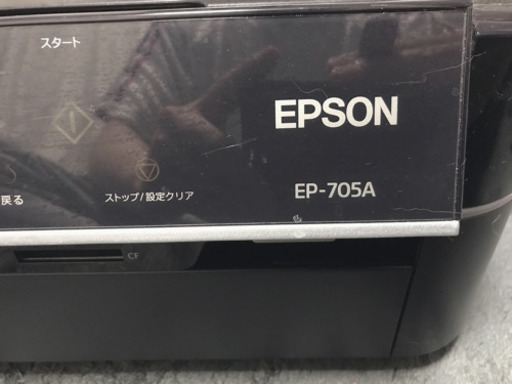 スタート
EPSON
戻る
ストップ/設定クリア
EP-705A
CF